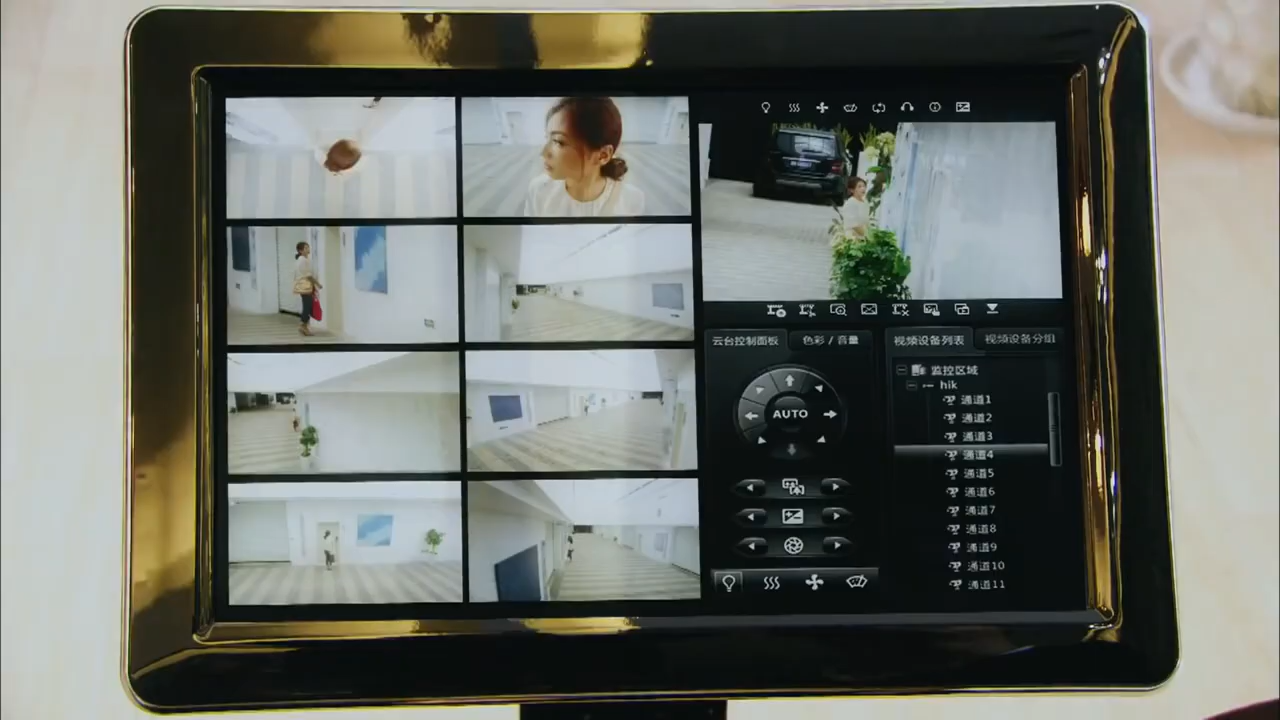 云台控制面板
色彩 / 音量
视频设备列表
视频设备分组
AUTO
监控区域
hik
通道1
通道2
通道3
通道4
通道5
通道6
通道7
通道8
通道9
通道10
通道11